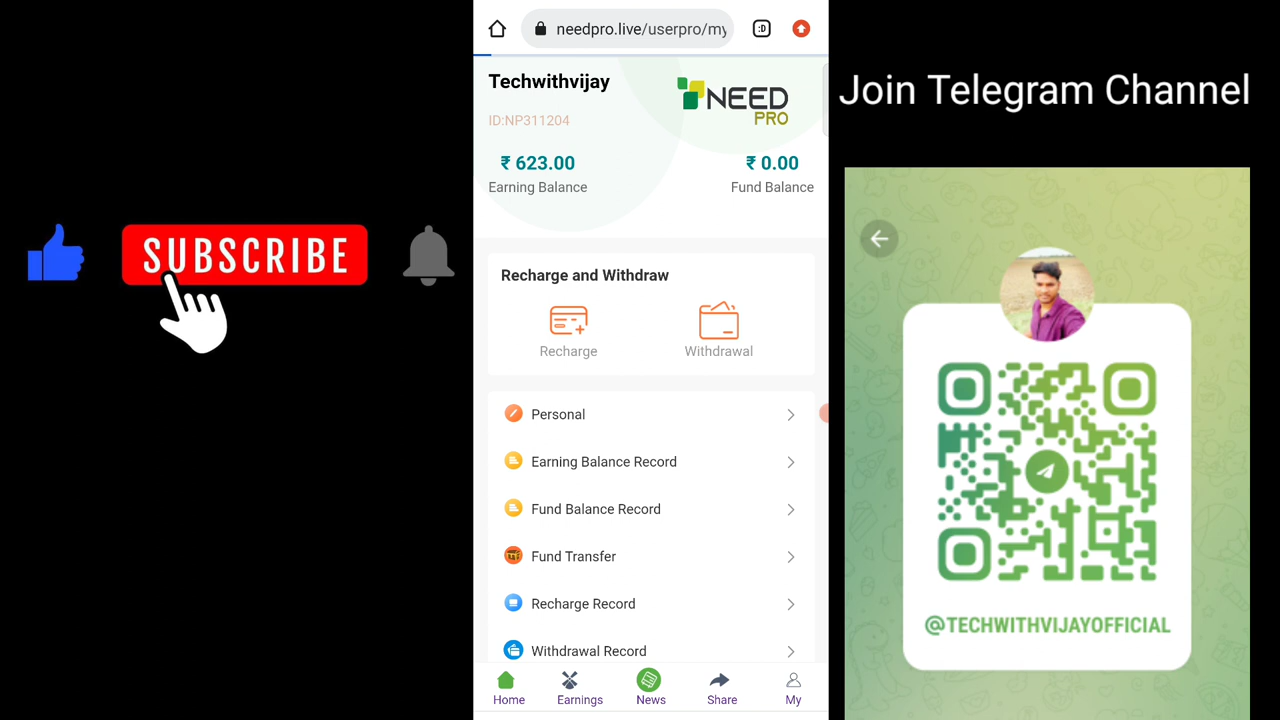 SUBSCRIBE
needpro.live/userpro/my
:D
Techwithvijay
NEED
PRO
ID:NP311204
₹ 623.00
₹ 0.00
Earning Balance
Fund Balance
Recharge and Withdraw
Recharge
Withdrawal
Personal
Earning Balance Record
Fund Balance Record
Fund Transfer
Recharge Record
Withdrawal Record
Home
Earnings
News
Share
My
Join Telegram Channel
@TECHWITHVIJAYOFFICIAL